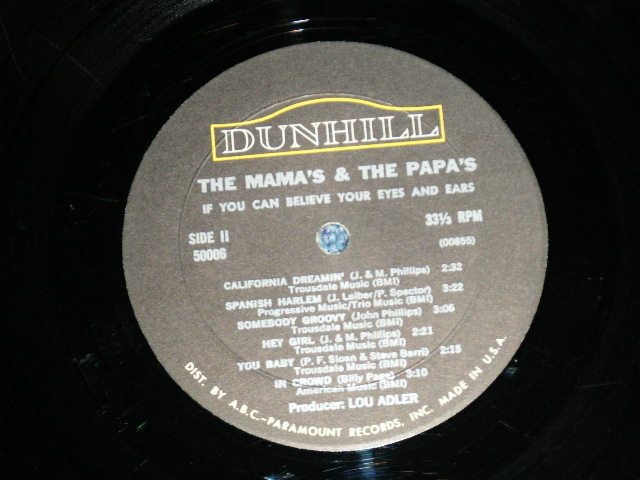 DUNHILL
THE MAMA'S & THE PAPA'S
IF YOU CAN BELIEVE YOUR EYES AND EARS
SIDE II
50006
33⅓ RPM
(00855)
CALIFORNIA DREAMIN' (J. & M. Phillips) 2:32
Trousdale Music (BMI)
SPANISH HARLEM (J. Leiber/P. Spector) 3:22
Progressive Music/Trio Music (BMI)
SOMEBODY GROOVY (John Phillips) 3:06
Trousdale Music (BMI)
HEY GIRL (J. & M. Phillips) 2:21
Trousdale Music (BMI)
YOU BABY (P. F. Sloan & Steve Barri) 2:15
Trousdale Music (BMI)
IN CROWD (Billy Page) 3:10
American Music (BMI)
Producer: LOU ADLER
DIST. BY A.B.C.-PARAMOUNT RECORDS, INC. MADE IN U.S.A.